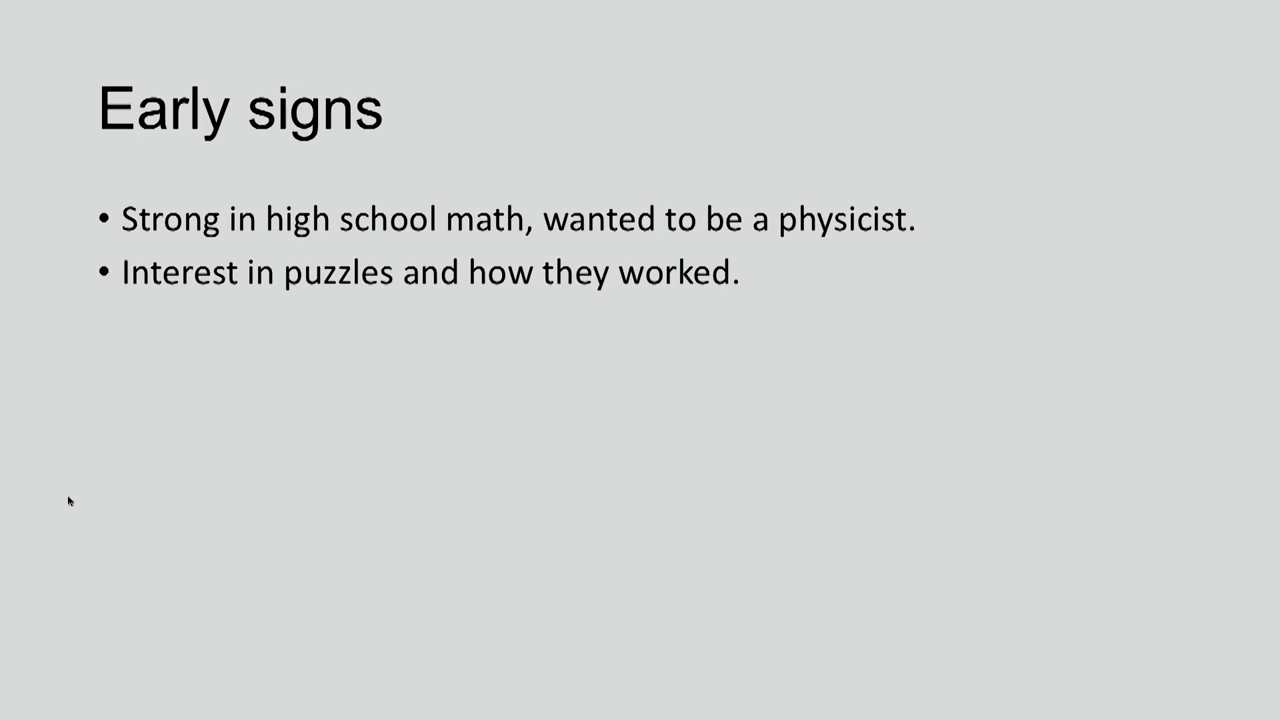 Early signs
• Strong in high school math, wanted to be a physicist.
• Interest in puzzles and how they worked.